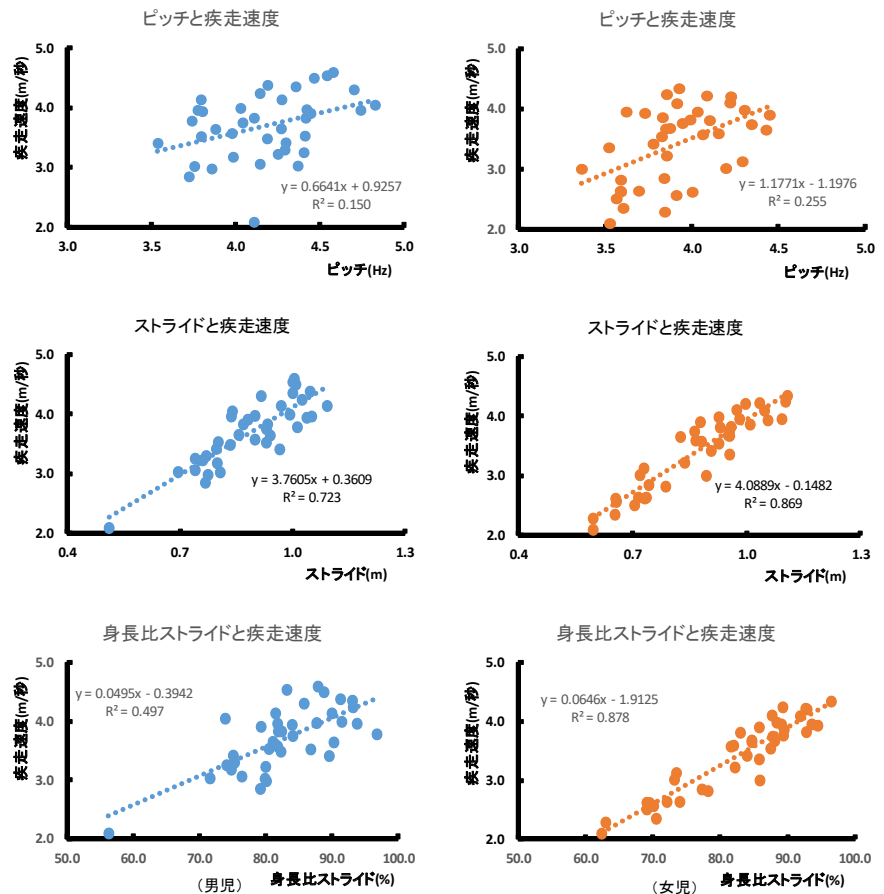 ピッチと疾走速度
疾走速度(m/秒)
5.0
4.0
3.0
2.0
y = 0.6641x + 0.9257
R² = 0.150
3.0 3.5 4.0 4.5 5.0
ピッチ(Hz)
ピッチと疾走速度
疾走速度(m/秒)
5.0
4.0
3.0
2.0
y = 1.1771x - 1.1976
R² = 0.255
3.0 3.5 4.0 4.5 5.0
ピッチ(Hz)
ストライドと疾走速度
疾走速度(m/秒)
5.0
4.0
3.0
2.0
y = 3.7605x + 0.3609
R² = 0.723
0.4 0.7 1.0 1.3
ストライド(m)
ストライドと疾走速度
疾走速度(m/秒)
5.0
4.0
3.0
2.0
y = 4.0889x - 0.1482
R² = 0.869
0.4 0.7 1.0 1.3
ストライド(m)
身長比ストライドと疾走速度
疾走速度(m/秒)
5.0
4.0
3.0
2.0
y = 0.0495x - 0.3942
R² = 0.497
50.0 60.0 70.0 80.0 90.0 100.0
（男児） 身長比ストライド(%)
身長比ストライドと疾走速度
疾走速度(m/秒)
5.0
4.0
3.0
2.0
y = 0.0646x - 1.9125
R² = 0.878
50.0 60.0 70.0 80.0 90.0 100.0
（女児） 身長比ストライド(%)